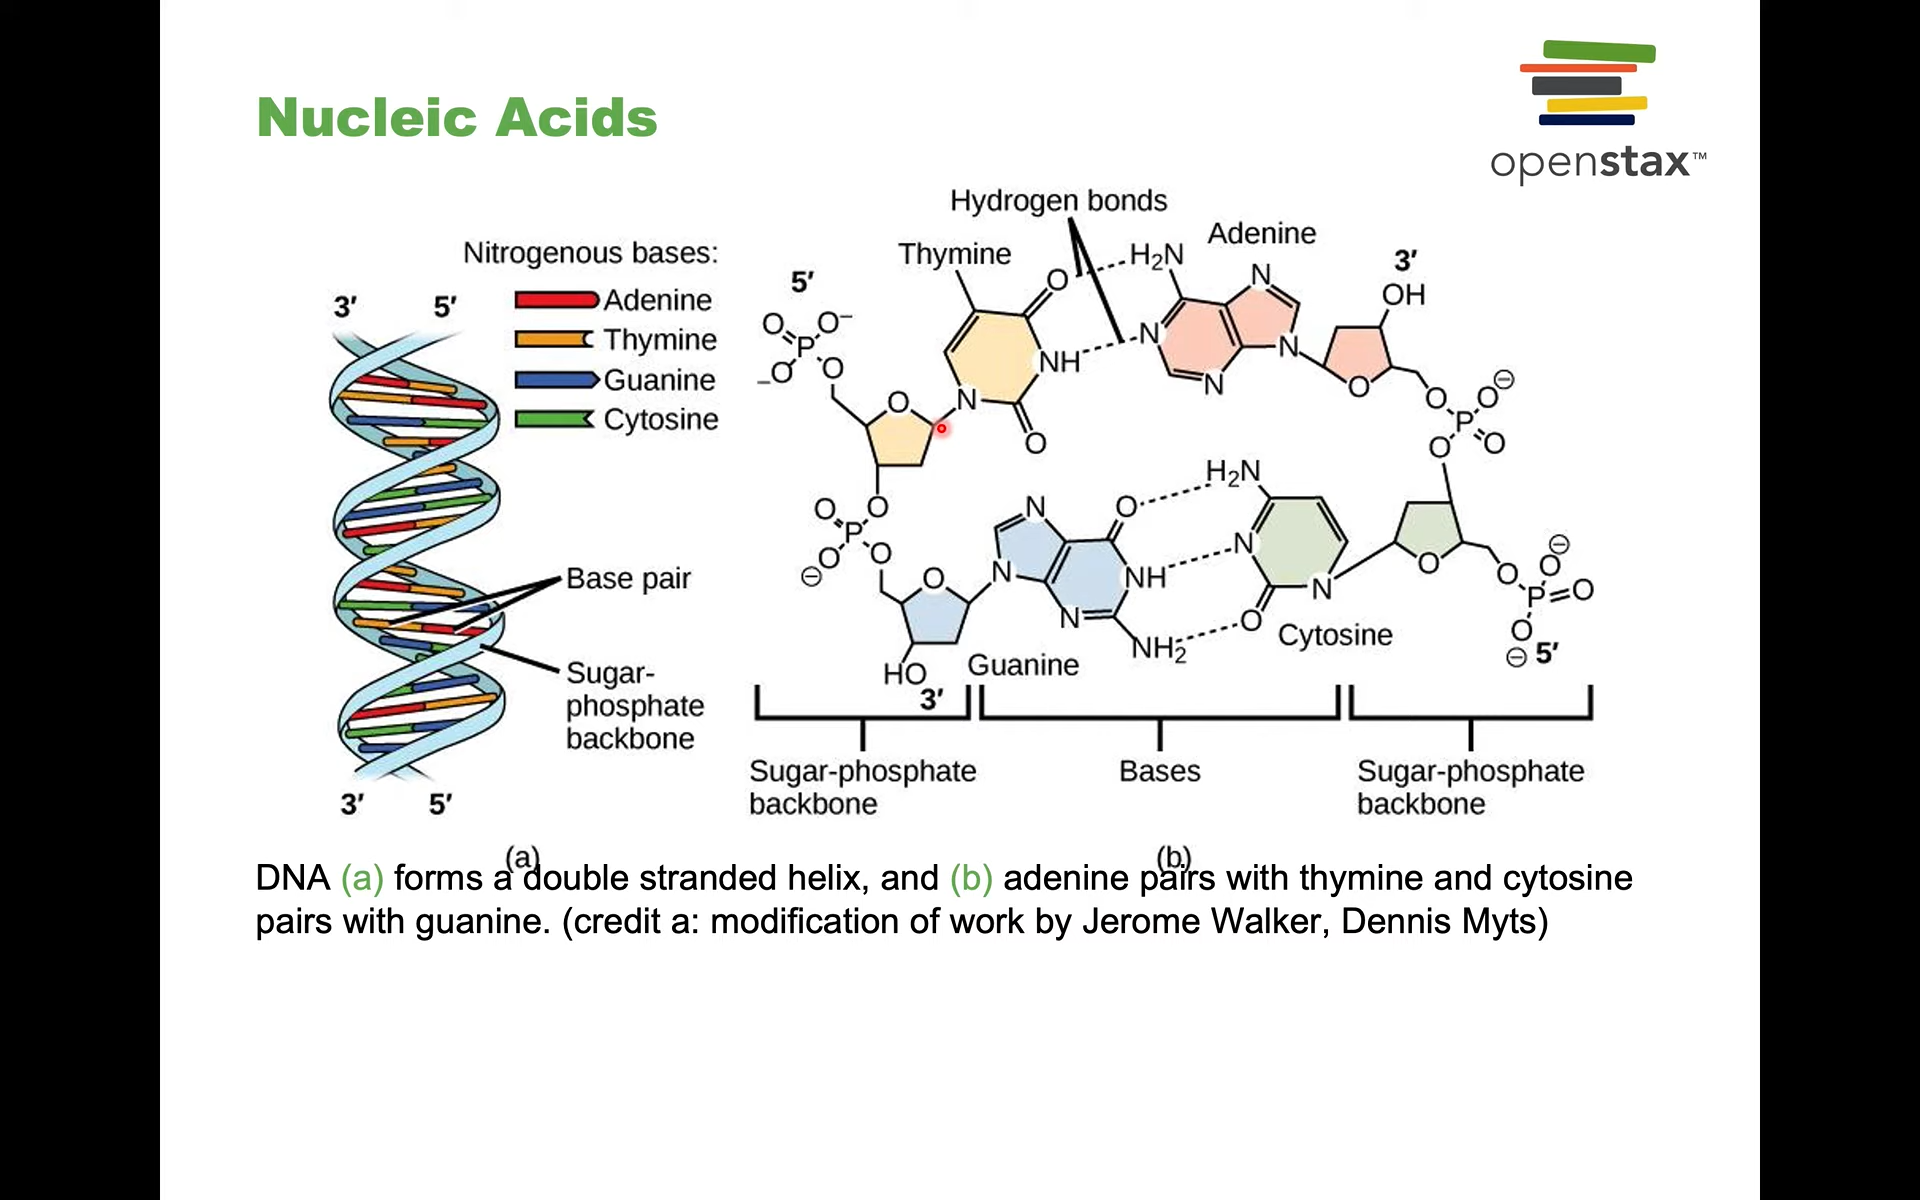 Nucleic Acids
openstax™
Nitrogenous bases:
Adenine
Thymine
Guanine
Cytosine
3′ 5′
Base pair
Sugar-
phosphate
backbone
3′ 5′
(a)
Hydrogen bonds
Thymine
Adenine
5′
3′
O H₂N N
OH
O O⁻
P
⁻O O
NH N
N N
O
O N
O
O
P
O O⊖
O
O
P
⊖O O
H₂N
N O
N
O N NH
N
NH₂ O
N
Cytosine
O
O
P O
O⊖
O
⊖ 5′
Guanine
HO
3′
Sugar-phosphate
backbone
Bases
Sugar-phosphate
backbone
(b)
DNA (a) forms a double stranded helix, and (b) adenine pairs with thymine and cytosine
pairs with guanine. (credit a: modification of work by Jerome Walker, Dennis Myts)